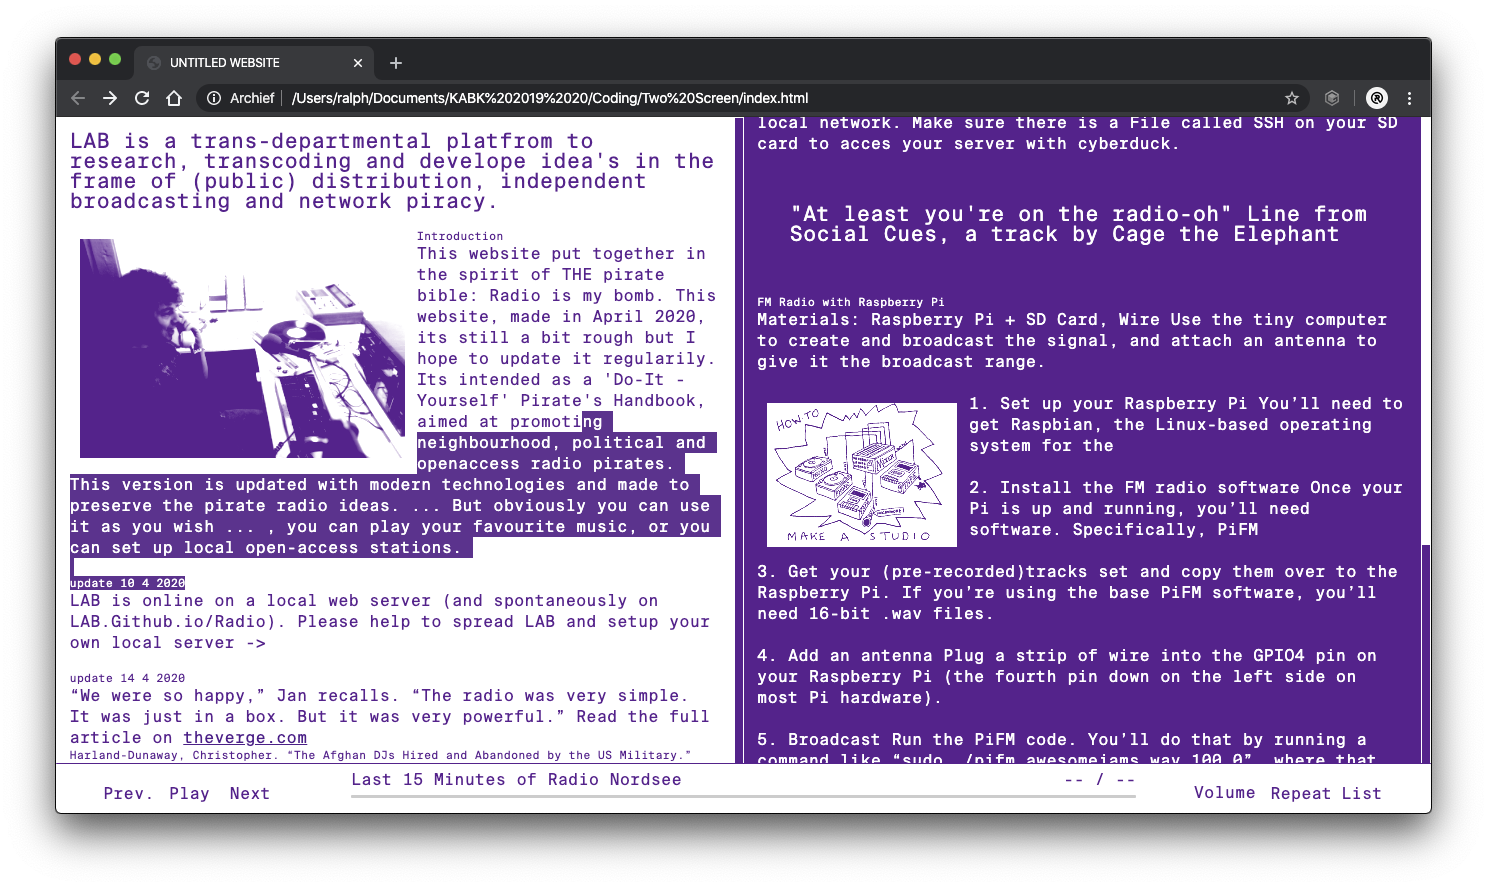 UNTITLED WEBSITE
Archief | /Users/ralph/Documents/KABK%202019%2020/Coding/Two%20Screen/index.html
LAB is a trans-departmental platfrom to
research, transcoding and develope idea's in the
frame of (public) distribution, independent
broadcasting and network piracy.
Introduction
This website put together in
the spirit of THE pirate
bible: Radio is my bomb. This
website, made in April 2020,
its still a bit rough but I
hope to update it regularily.
Its intended as a 'Do-It -
Yourself' Pirate's Handbook,
aimed at promoting
neighbourhood, political and
openaccess radio pirates.
This version is updated with modern technologies and made to
preserve the pirate radio ideas. ... But obviously you can use
it as you wish ... , you can play your favourite music, or you
can set up local open-access stations.
update 10 4 2020
LAB is online on a local web server (and spontaneously on
LAB.Github.io/Radio). Please help to spread LAB and setup your
own local server ->
update 14 4 2020
“We were so happy,” Jan recalls. “The radio was very simple.
It was just in a box. But it was very powerful.” Read the full
article on theverge.com
Harland-Dunaway, Christopher. “The Afghan DJs Hired and Abandoned by the US Military.”
local network. Make sure there is a File called SSH on your SD
card to acces your server with cyberduck.
"At least you're on the radio-oh" Line from
Social Cues, a track by Cage the Elephant
FM Radio with Raspberry Pi
Materials: Raspberry Pi + SD Card, Wire Use the tiny computer
to create and broadcast the signal, and attach an antenna to
give it the broadcast range.
HOW TO
MAKE A STUDIO
1. Set up your Raspberry Pi You’ll need to
get Raspbian, the Linux-based operating
system for the
2. Install the FM radio software Once your
Pi is up and running, you’ll need
software. Specifically, PiFM
3. Get your (pre-recorded)tracks set and copy them over to the
Raspberry Pi. If you’re using the base PiFM software, you’ll
need 16-bit .wav files.
4. Add an antenna Plug a strip of wire into the GPIO4 pin on
your Raspberry Pi (the fourth pin down on the left side on
most Pi hardware).
5. Broadcast Run the PiFM code. You’ll do that by running a
command like “sudo ./pifm awesomejams.wav 100.0”, where that
Prev. Play Next
Last 15 Minutes of Radio Nordsee
-- / --
Volume Repeat List